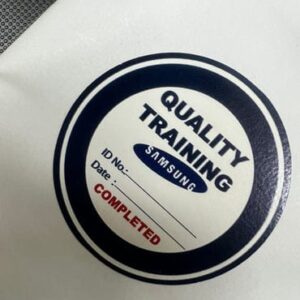 QUALITY
TRAINING
SAMSUNG
ID No.:
Date :
COMPLETED